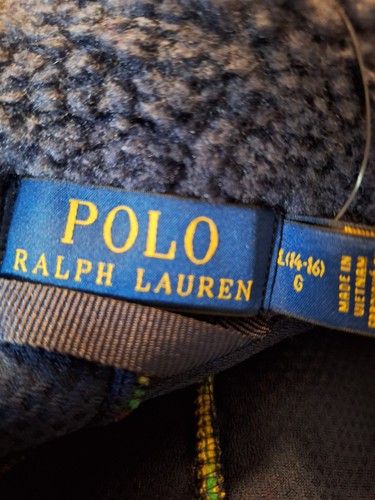 POLO
RALPH LAUREN
L(14-16)
G
MADE IN
VIETNAM